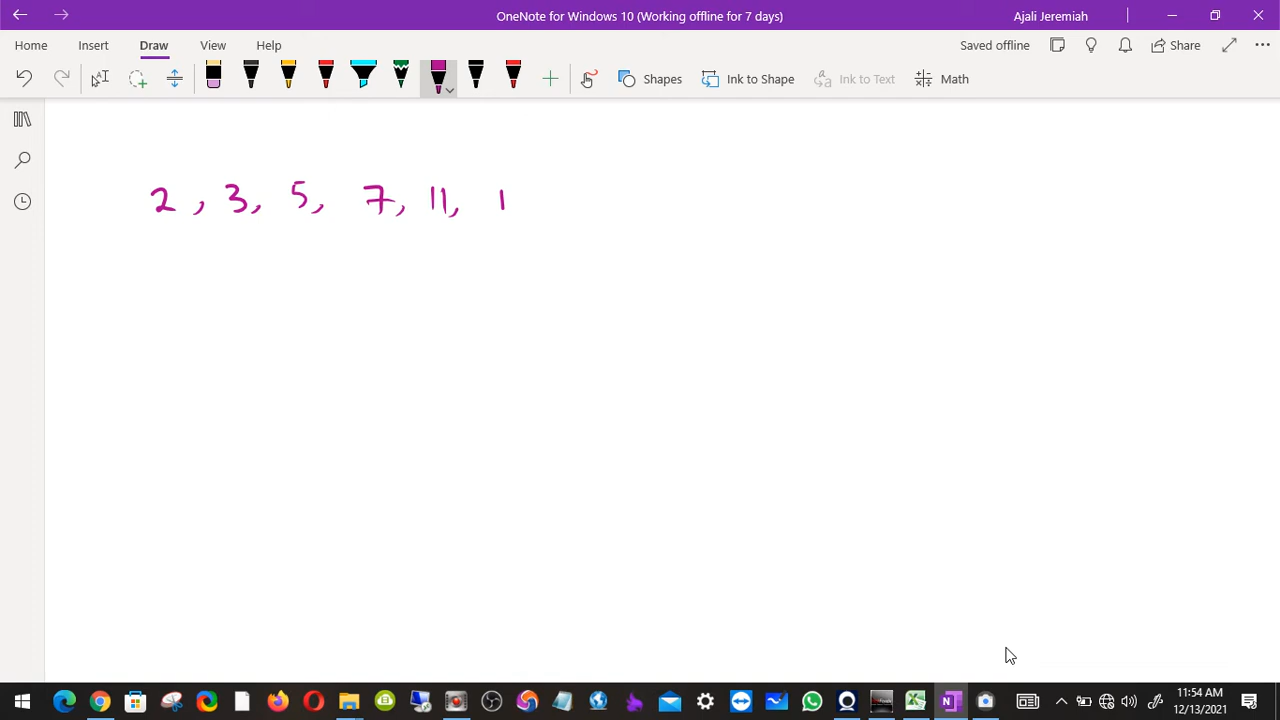 OneNote for Windows 10 (Working offline for 7 days)
Ajali Jeremiah
Home Insert Draw View Help
Saved offline
Share
Shapes
Ink to Shape
Ink to Text
Math
2 , 3, 5, 7, 11, 1
11:54 AM
12/13/2021